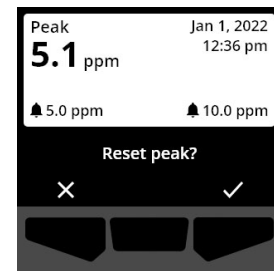 Peak
Jan 1, 2022
5.1 ppm
12:36 pm
5.0 ppm
10.0 ppm
Reset peak?